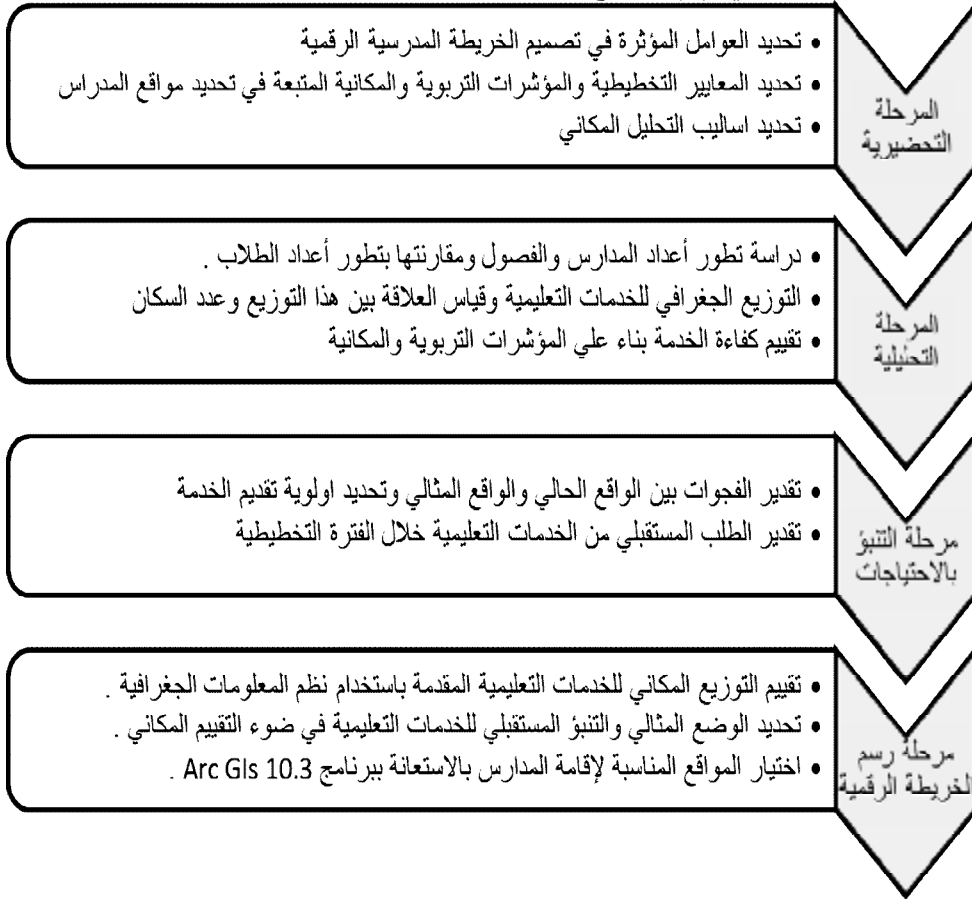 • تحديد العوامل المؤثرة في تصميم الخريطة المدرسية الرقمية
• تحديد المعايير التخطيطية والمؤشرات التربوية والمكانية المتبعة في تحديد مواقع المدراس
• تحديد اساليب التحليل المكاني
المرحلة
التحضيرية
• دراسة تطور أعداد المدارس والفصول ومقارنتها بتطور أعداد الطلاب .
• التوزيع الجغرافي للخدمات التعليمية وقياس العلاقة بين هذا التوزيع وعدد السكان
• تقييم كفاءة الخدمة بناء علي المؤشرات التربوية والمكانية
المرحلة
التحليلية
• تقدير الفجوات بين الواقع الحالي والواقع المثالي وتحديد اولوية تقديم الخدمة
• تقدير الطلب المستقبلي من الخدمات التعليمية خلال الفترة التخطيطية
مرحلة التنبؤ
بالاحتياجات
• تقييم التوزيع المكاني للخدمات التعليمية المقدمة باستخدام نظم المعلومات الجغرافية .
• تحديد الوضع المثالي والتنبؤ المستقبلي للخدمات التعليمية في ضوء التقييم المكاني .
• اختيار المواقع المناسبة لإقامة المدارس بالاستعانة ببرنامج Arc GIs 10.3 .
مرحلة رسم
الخريطة الرقمية